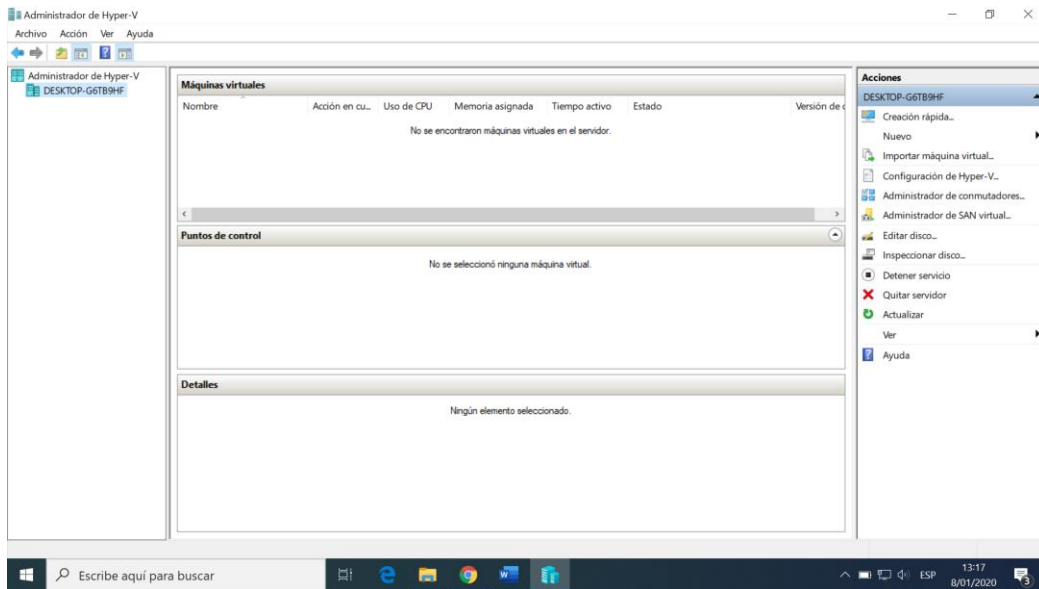 Administrador de Hyper-V
Archivo Acción Ver Ayuda
Administrador de Hyper-V
DESKTOP-G6TB9HF
Máquinas virtuales
Nombre Acción en cu... Uso de CPU Memoria asignada Tiempo activo Estado Versión de c
No se encontraron máquinas virtuales en el servidor.
Puntos de control
No se seleccionó ninguna máquina virtual.
Detalles
Ningún elemento seleccionado.
Acciones
DESKTOP-G6TB9HF
Creación rápida...
Nuevo
Importar máquina virtual...
Configuración de Hyper-V...
Administrador de conmutadores...
Administrador de SAN virtual...
Editar disco...
Inspeccionar disco...
Detener servicio
Quitar servidor
Actualizar
Ver
Ayuda
Escribe aquí para buscar
ESP
13:17
8/01/2020
3